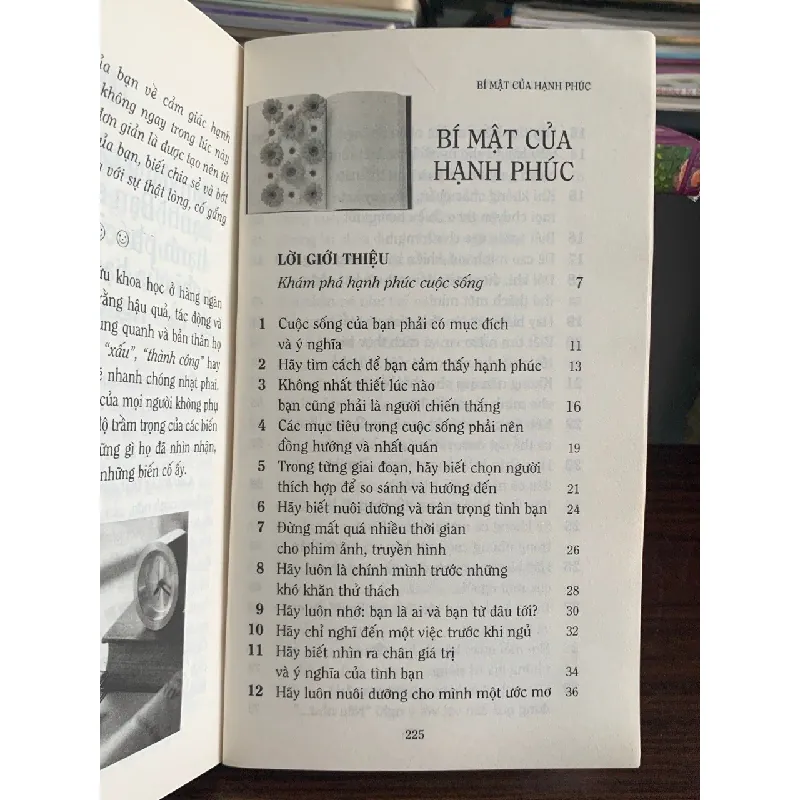 ủa bạn về cảm giác hạnh
không ngay trong lúc này
đơn giản là được tạo nên từ
ủa bạn, biết chia sẻ và bớt
với sự thật lòng, cố gắng
ứu khoa học ở hàng ngàn
rằng hậu quả, tác động và
ung quanh và bản thân họ
"xấu", "thành công" hay
nhanh chóng nhạt phai.
của mọi người không phụ
độ trầm trọng của các biến
ững gì họ đã nhìn nhận,
những biến cố ấy.
BÍ MẬT CỦA HẠNH PHÚC
BÍ MẬT CỦA
HẠNH PHÚC
LỜI GIỚI THIỆU
Khám phá hạnh phúc cuộc sống 7
1 Cuộc sống của bạn phải có mục đích
và ý nghĩa 11
2 Hãy tìm cách để bạn cảm thấy hạnh phúc 13
3 Không nhất thiết lúc nào
bạn cũng phải là người chiến thắng 16
4 Các mục tiêu trong cuộc sống phải nên
đồng hướng và nhất quán 19
5 Trong từng giai đoạn, hãy biết chọn người
thích hợp để so sánh và hướng đến 21
6 Hãy biết nuôi dưỡng và trân trọng tình bạn 24
7 Đừng mất quá nhiều thời gian
cho phim ảnh, truyền hình 26
8 Hãy luôn là chính mình trước những
khó khăn thử thách 28
9 Hãy luôn nhớ: bạn là ai và bạn từ đâu tới? 30
10 Hãy chỉ nghĩ đến một việc trước khi ngủ 32
11 Hãy biết nhìn ra chân giá trị
và ý nghĩa của tình bạn 34
12 Hãy luôn nuôi dưỡng cho mình một ước mơ 36
225